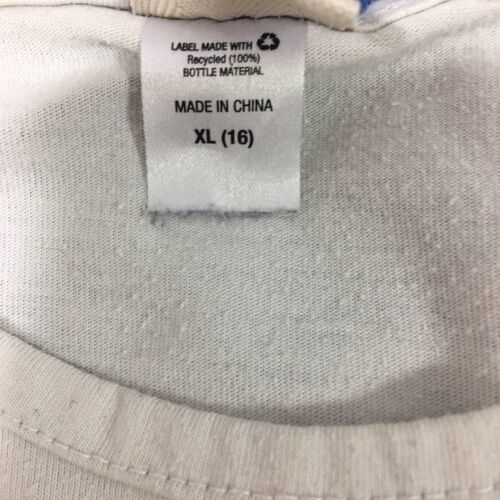 LABEL MADE WITH
Recycled (100%)
BOTTLE MATERIAL
MADE IN CHINA
XL (16)